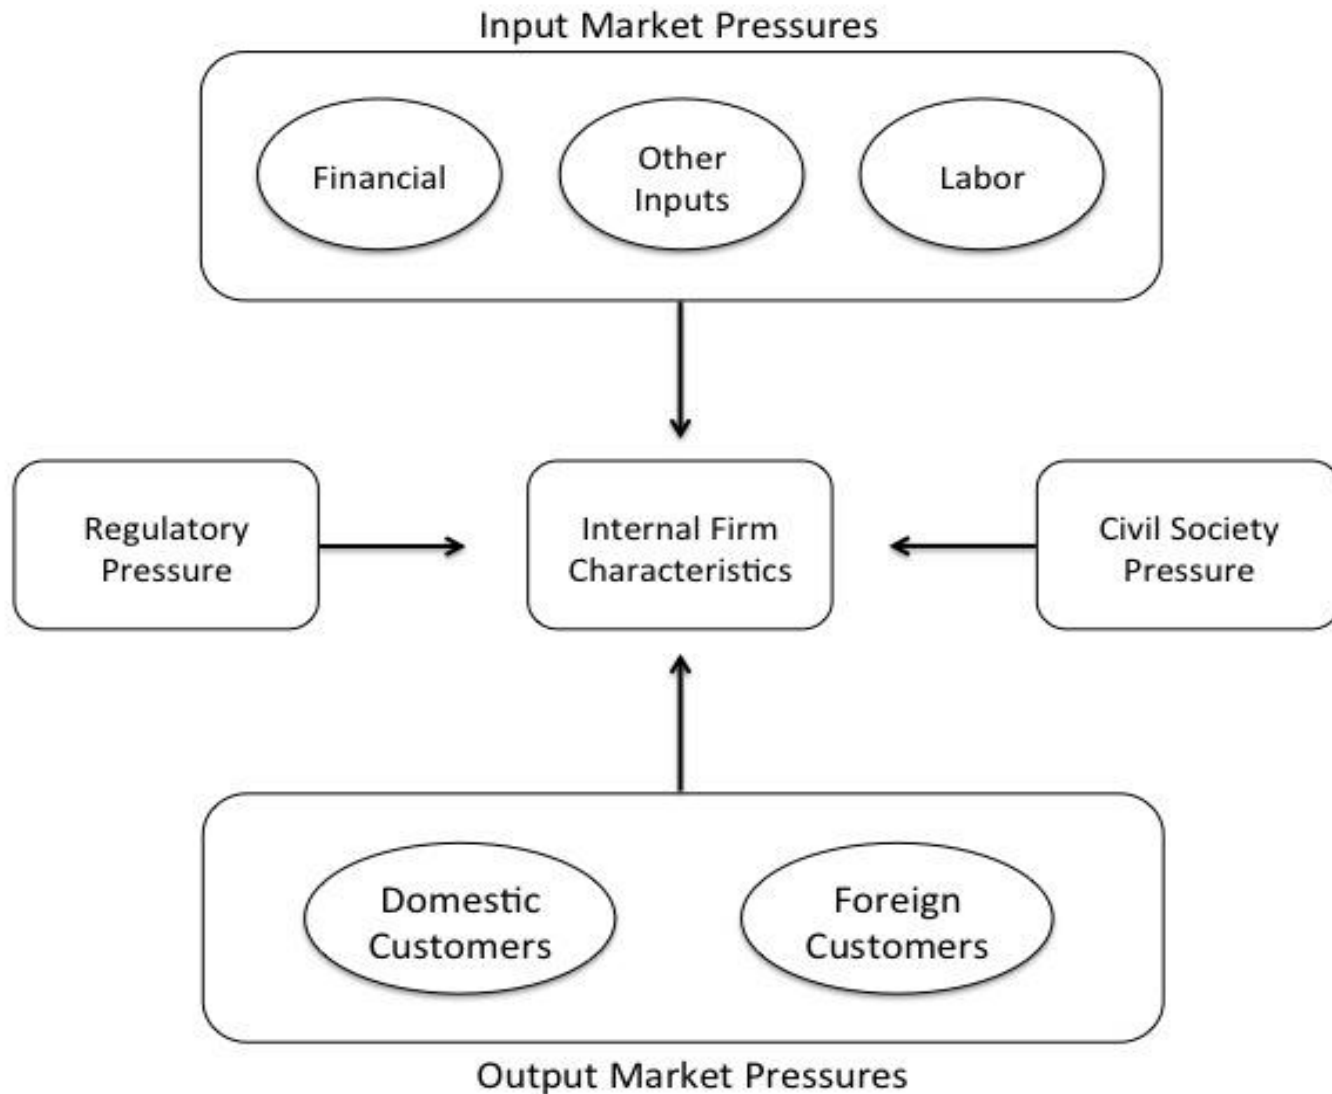 Input Market Pressures
Financial
Other
Inputs
Labor
Regulatory
Pressure
Internal Firm
Characteristics
Civil Society
Pressure
Domestic
Customers
Foreign
Customers
Output Market Pressures